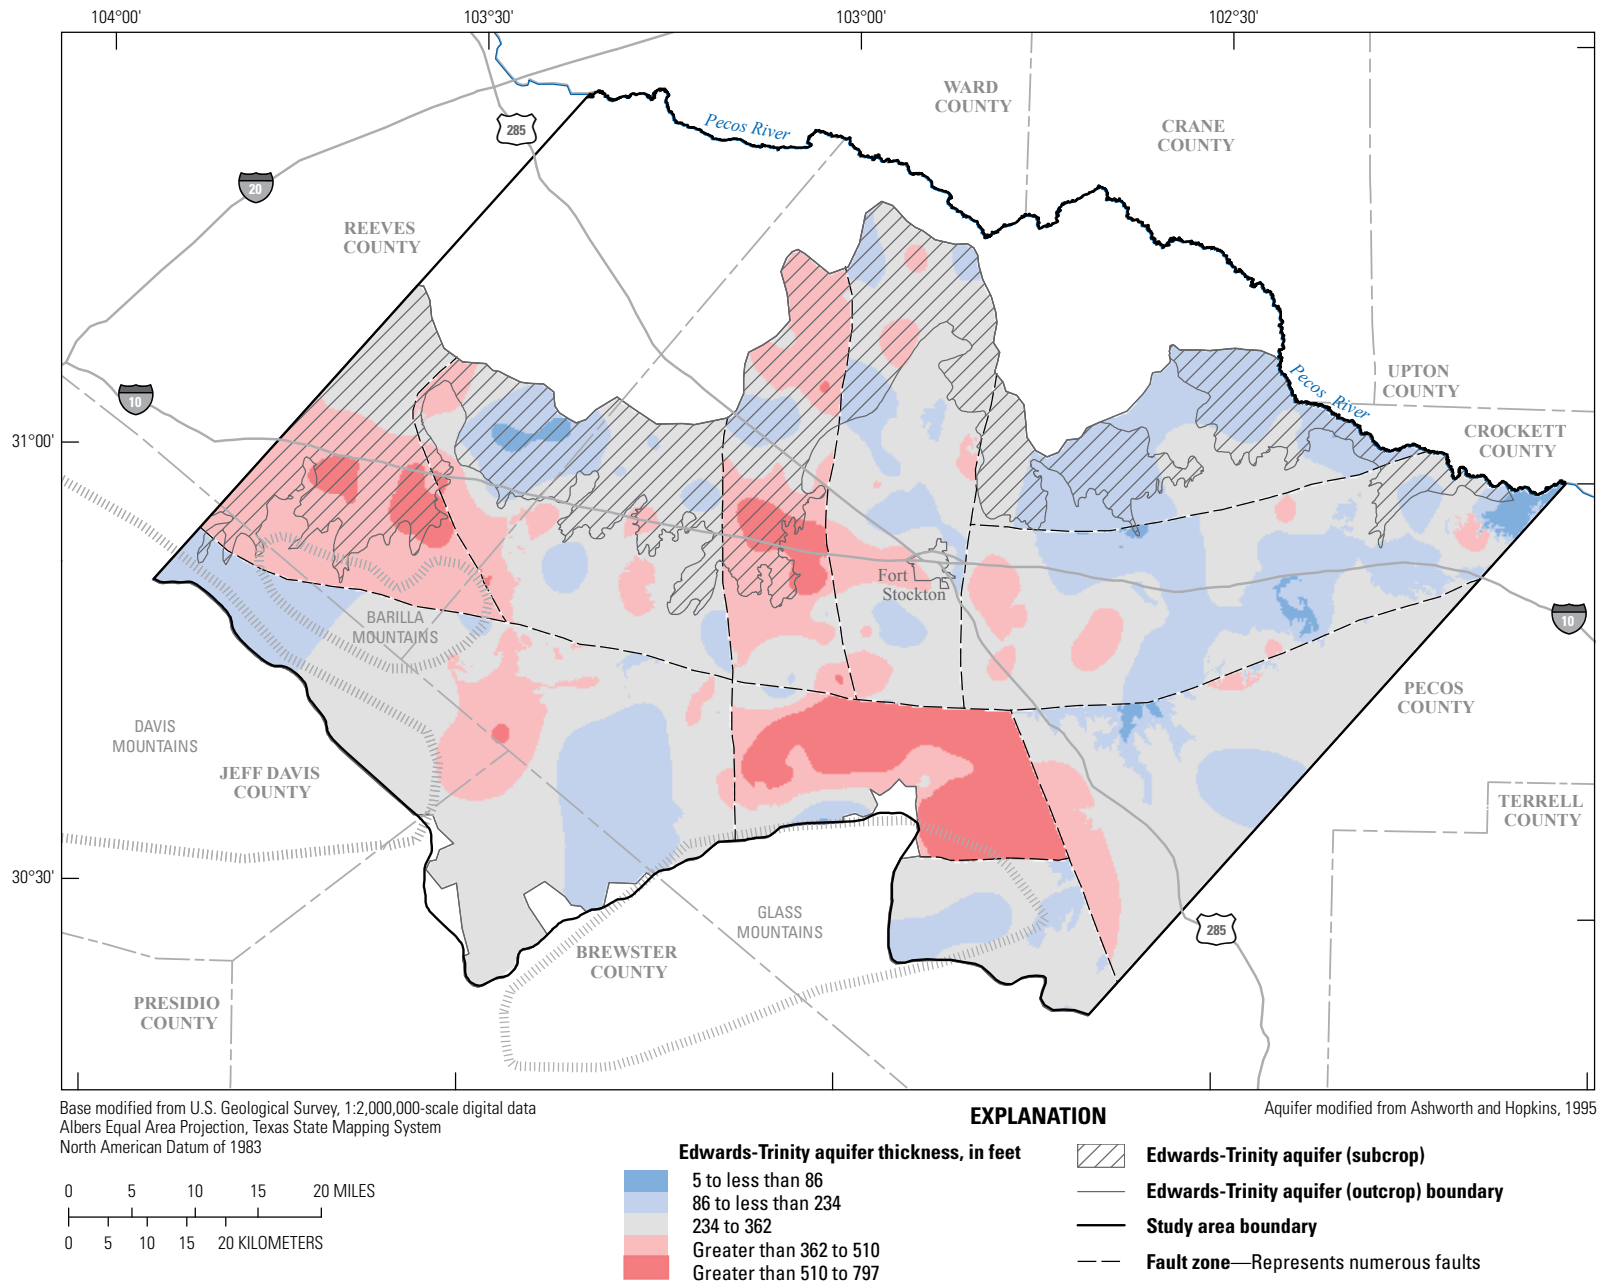 104°00'
103°30'
103°00'
102°30'
WARD
COUNTY
285
Pecos River
CRANE
COUNTY
20
REEVES
COUNTY
Pecos River
UPTON
COUNTY
10
31°00'
CROCKETT
COUNTY
Fort
Stockton
BARILLA
MOUNTAINS
10
PECOS
COUNTY
DAVIS
MOUNTAINS
JEFF DAVIS
COUNTY
TERRELL
COUNTY
30°30'
GLASS
MOUNTAINS
285
BREWSTER
COUNTY
PRESIDIO
COUNTY
Base modified from U.S. Geological Survey, 1:2,000,000-scale digital data
Albers Equal Area Projection, Texas State Mapping System
North American Datum of 1983
Aquifer modified from Ashworth and Hopkins, 1995
0 5 10 15 20 MILES
0 5 10 15 20 KILOMETERS
EXPLANATION
Edwards-Trinity aquifer thickness, in feet
5 to less than 86
86 to less than 234
234 to 362
Greater than 362 to 510
Greater than 510 to 797
Edwards-Trinity aquifer (subcrop)
Edwards-Trinity aquifer (outcrop) boundary
Study area boundary
Fault zone—Represents numerous faults